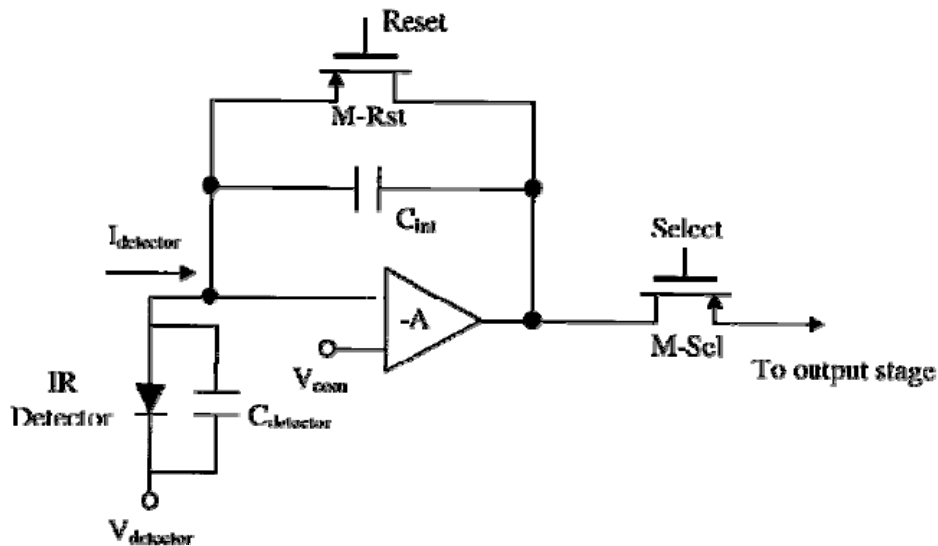 Reset
M-Rst
C_int
I_detector
Select
-A
M-Sel
V_com
To output stage
IR
Detector
C_detector
V_detector